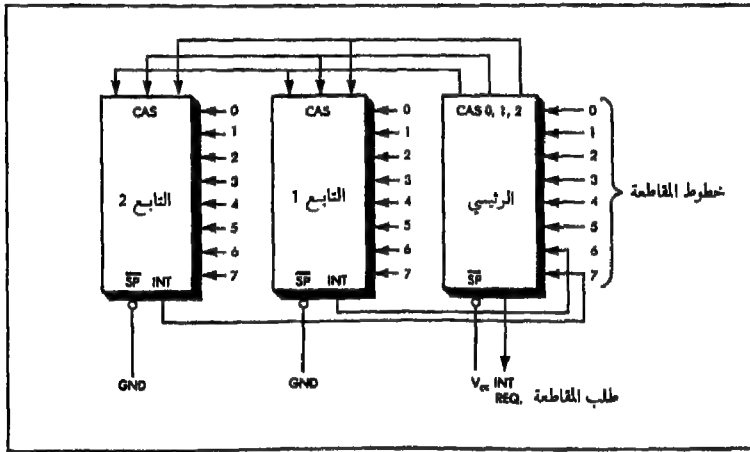 CAS
CAS
CAS 0, 1, 2
0
1
2
3
4
5
6
7
0
1
2
3
4
5
6
7
0
1
2
3
4
5
6
7
التابع 2
التابع 1
الرئيسي
خطوط المقاطعة
SP INT
SP INT
SP
GND
GND
Vcc INT
REQ. طلب المقاطعة